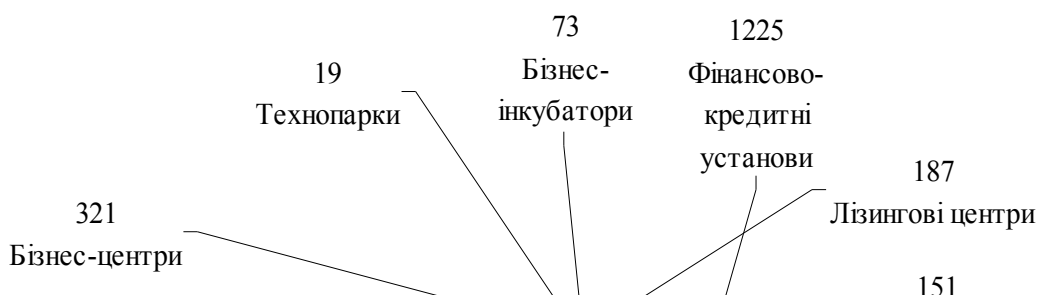 73
Бізнес-
інкубатори
1225
Фінансово-
кредитні
установи
19
Технопарки
187
Лізингові центри
321
Бізнес-центри
151